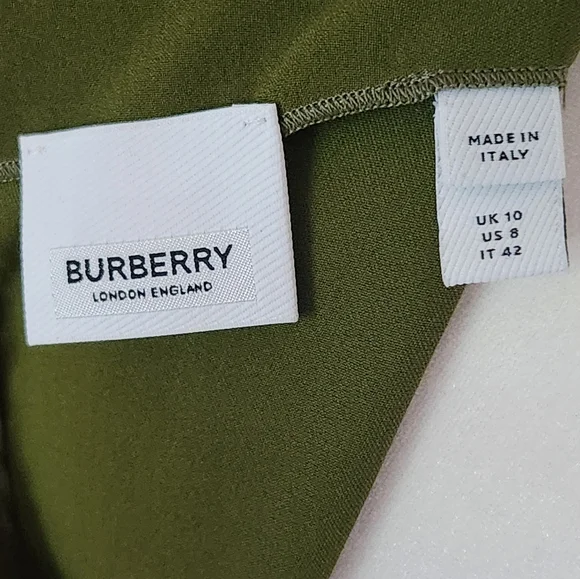 BURBERRY
LONDON ENGLAND
MADE IN
ITALY
UK 10
US 8
IT 42